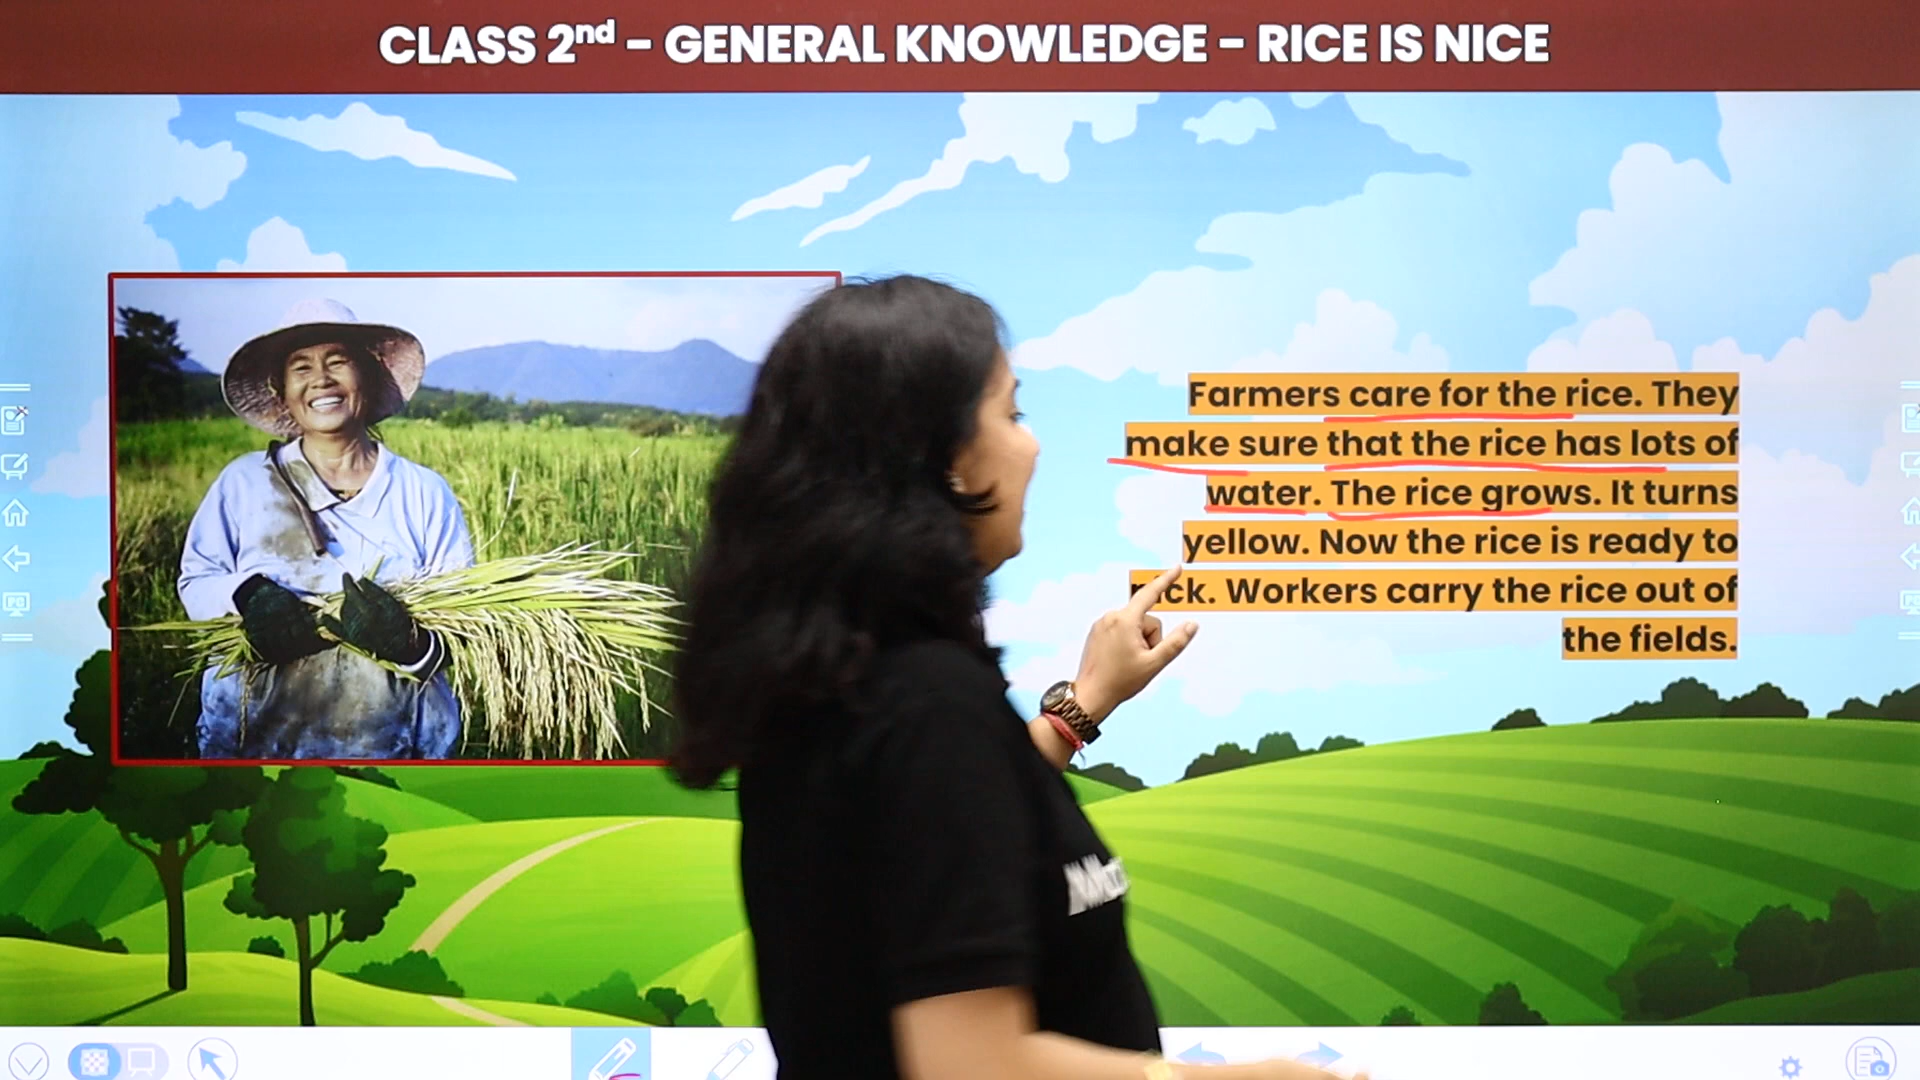 CLASS 2nd - GENERAL KNOWLEDGE - RICE IS NICE
Farmers care for the rice. They
make sure that the rice has lots of
water. The rice grows. It turns
yellow. Now the rice is ready to
pick. Workers carry the rice out of
the fields.